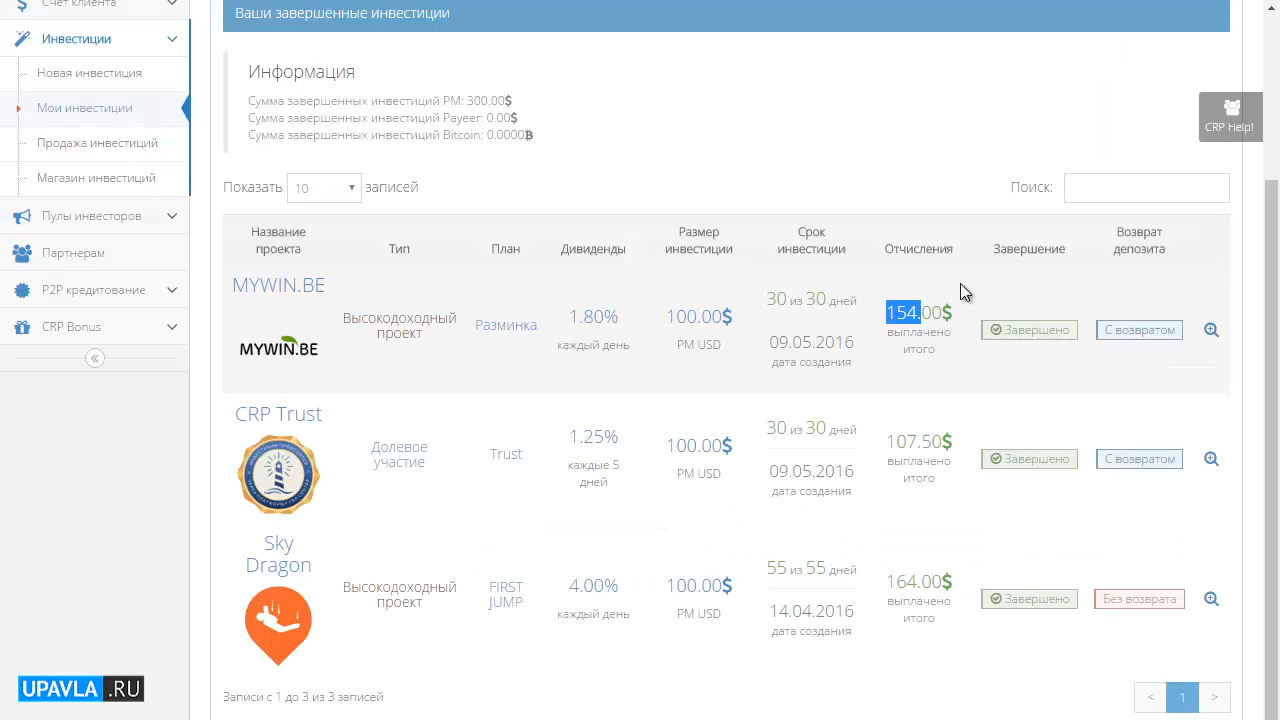 Счет клиента
Инвестиции
Новая инвестиция
Мои инвестиции
Продажа инвестиций
Магазин инвестиций
Пулы инвесторов
Партнерам
P2P кредитование
CRP Bonus
UPAVLA .RU
Ваши завершенные инвестиции
Информация
Сумма завершенных инвестиций PM: 300.00$
Сумма завершенных инвестиций Payeer: 0.00$
Сумма завершенных инвестиций Bitcoin: 0.0000฿
CRP Help!
Показать 10 записей
Поиск:
Название проекта
Тип
План
Дивиденды
Размер инвестиции
Срок инвестиции
Отчисления
Завершение
Возврат депозита
MYWIN.BE
MYWIN.BE
Высокодоходный проект
Разминка
1.80%
каждый день
100.00$
PM USD
30 из 30 дней
09.05.2016
дата создания
154.00$
выплачено
итого
Завершено
С возвратом
CRP Trust
Долевое участие
Trust
1.25%
каждые 5 дней
100.00$
PM USD
30 из 30 дней
09.05.2016
дата создания
107.50$
выплачено
итого
Завершено
С возвратом
Sky Dragon
Высокодоходный проект
FIRST JUMP
4.00%
каждый день
100.00$
PM USD
55 из 55 дней
14.04.2016
дата создания
164.00$
выплачено
итого
Завершено
Без возврата
Записи с 1 до 3 из 3 записей
< 1 >